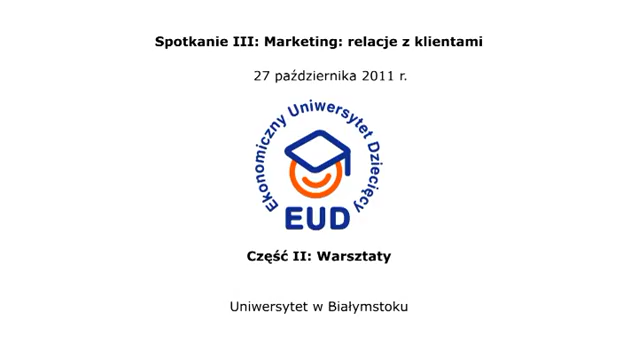 Spotkanie III: Marketing: relacje z klientami
27 października 2011 r.
Ekonomiczny Uniwersytet Dziecięcy
EUD
Część II: Warsztaty
Uniwersytet w Białymstoku